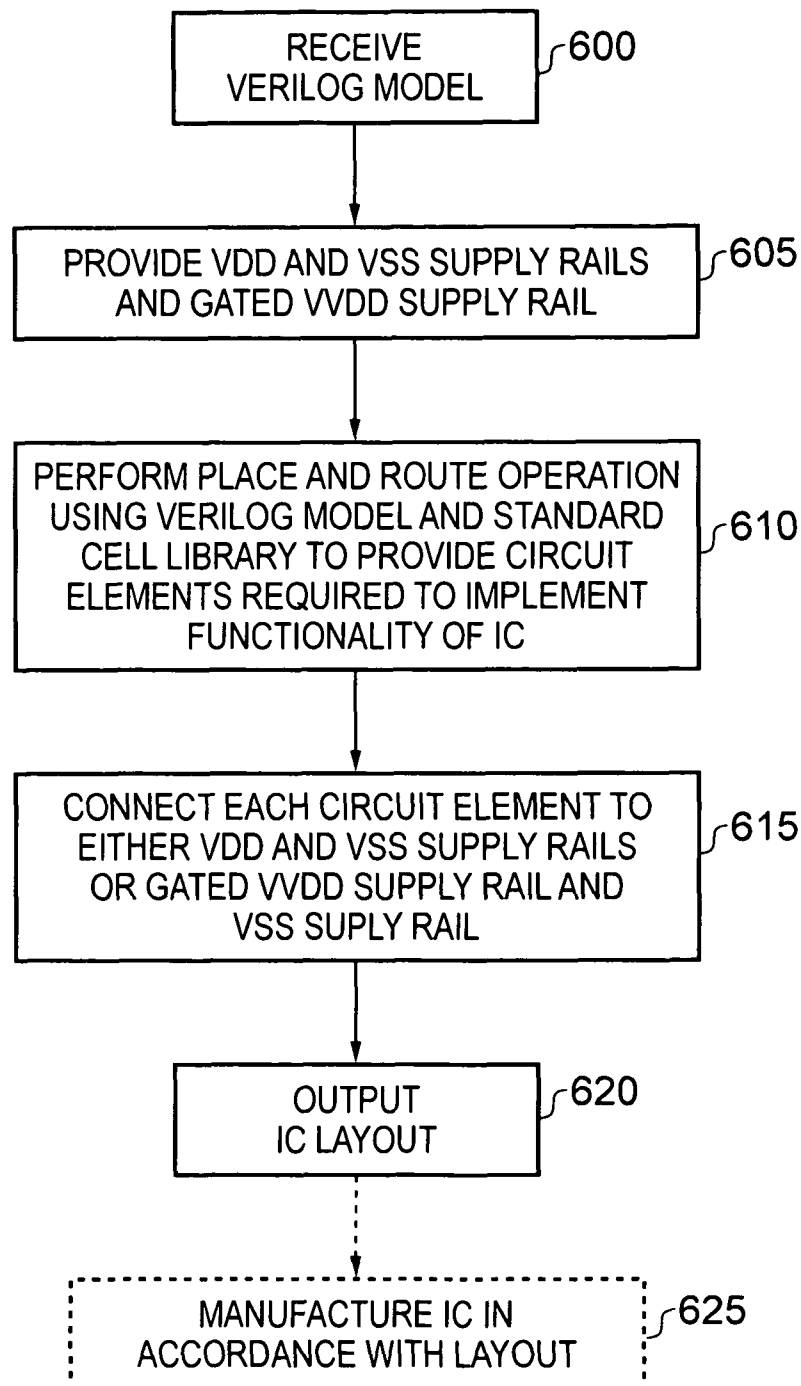 RECEIVE
VERILOG MODEL
600
PROVIDE VDD AND VSS SUPPLY RAILS
AND GATED VVDD SUPPLY RAIL
605
PERFORM PLACE AND ROUTE OPERATION
USING VERILOG MODEL AND STANDARD
CELL LIBRARY TO PROVIDE CIRCUIT
ELEMENTS REQUIRED TO IMPLEMENT
FUNCTIONALITY OF IC
610
CONNECT EACH CIRCUIT ELEMENT TO
EITHER VDD AND VSS SUPPLY RAILS
OR GATED VVDD SUPPLY RAIL AND
VSS SUPLY RAIL
615
OUTPUT
IC LAYOUT
620
MANUFACTURE IC IN
ACCORDANCE WITH LAYOUT
625